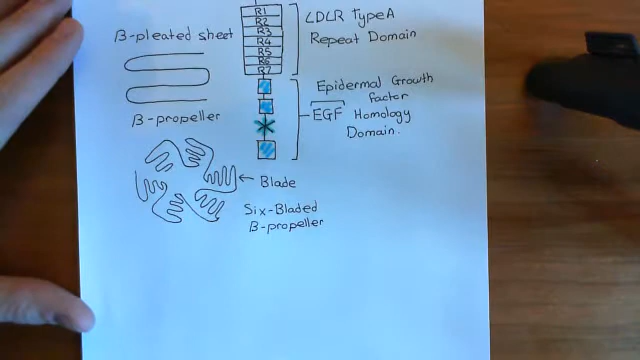 β-pleated sheet
β-propeller
R1
R2
R3
R4
R5
R6
R7
LDLR Type A
Repeat Domain
Epidermal Growth
factor
EGF Homology
Domain.
Blade
Six-Bladed
β-propeller